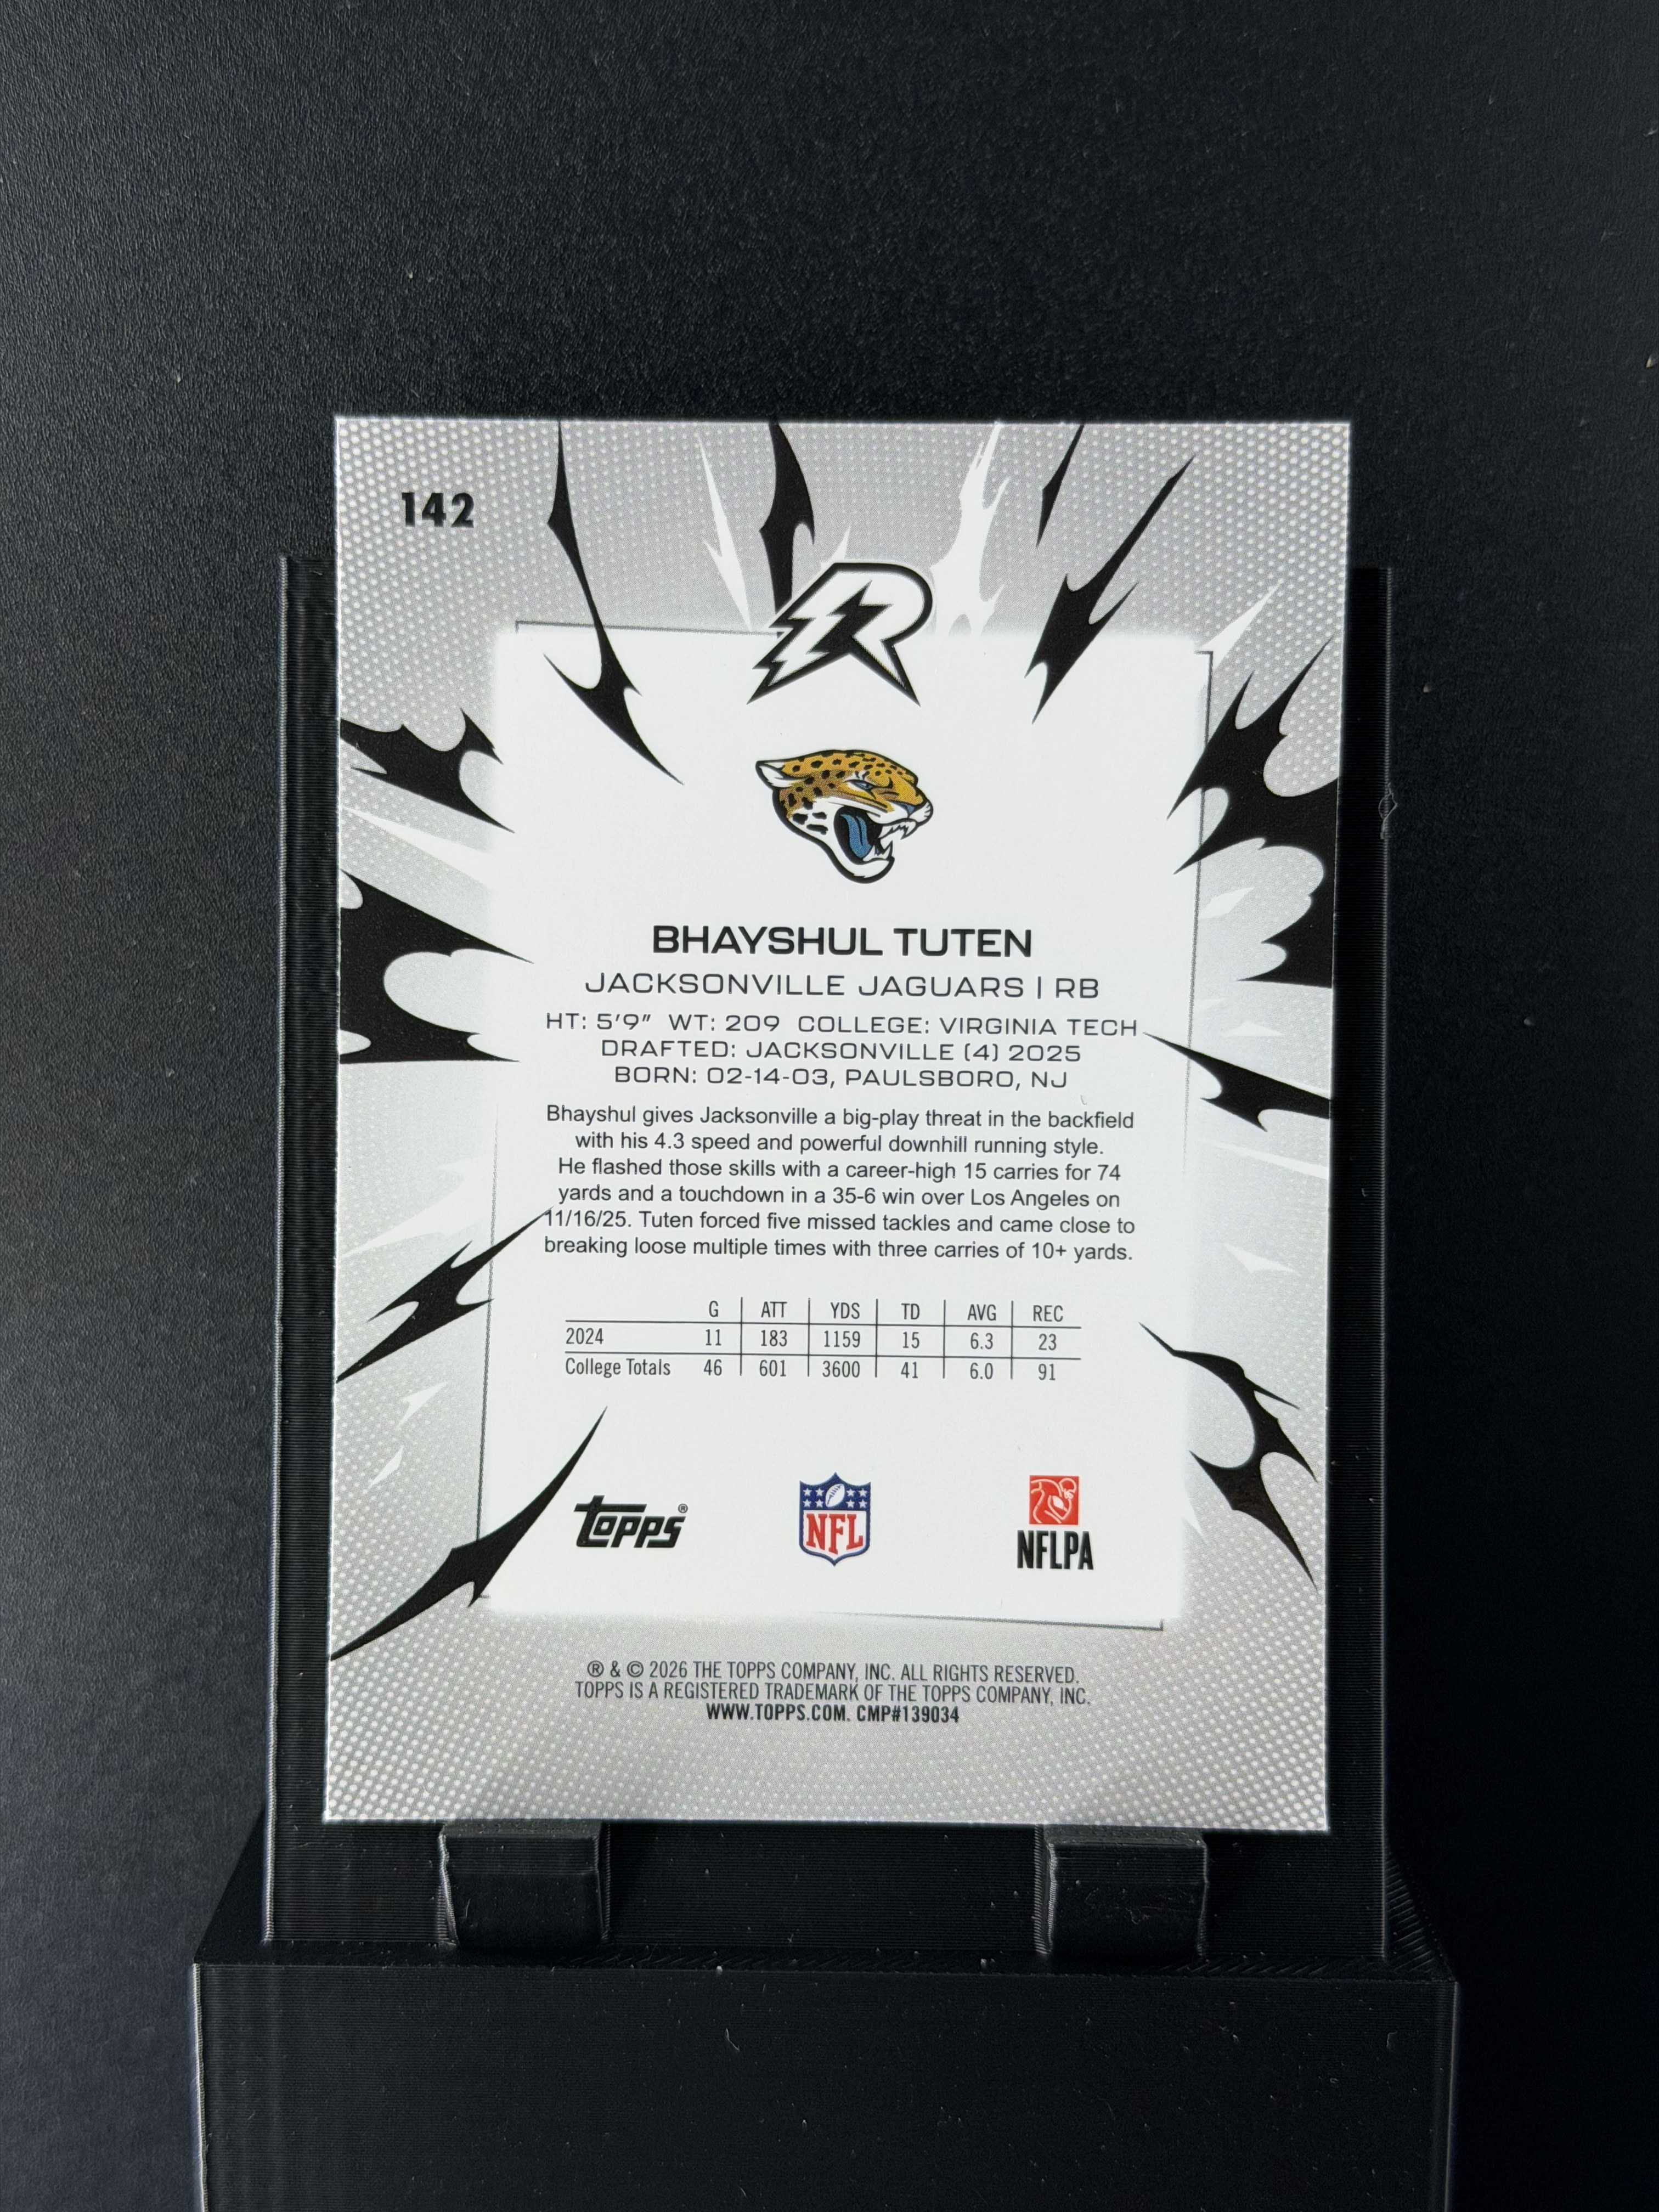 142
R
BHAYSHUL TUTEN
JACKSONVILLE JAGUARS | RB
HT: 5'9" WT: 209 COLLEGE: VIRGINIA TECH
DRAFTED: JACKSONVILLE (4) 2025
BORN: 02-14-03, PAULSBORO, NJ
Bhayshul gives Jacksonville a big-play threat in the backfield
with his 4.3 speed and powerful downhill running style.
He flashed those skills with a career-high 15 carries for 74
yards and a touchdown in a 35-6 win over Los Angeles on
11/16/25. Tuten forced five missed tackles and came close to
breaking loose multiple times with three carries of 10+ yards.
G ATT YDS TD AVG REC
2024 11 183 1159 15 6.3 23
College Totals 46 601 3600 41 6.0 91
topps® NFL NFLPA
® & © 2026 THE TOPPS COMPANY, INC. ALL RIGHTS RESERVED.
TOPPS IS A REGISTERED TRADEMARK OF THE TOPPS COMPANY, INC.
WWW.TOPPS.COM. CMP#139034